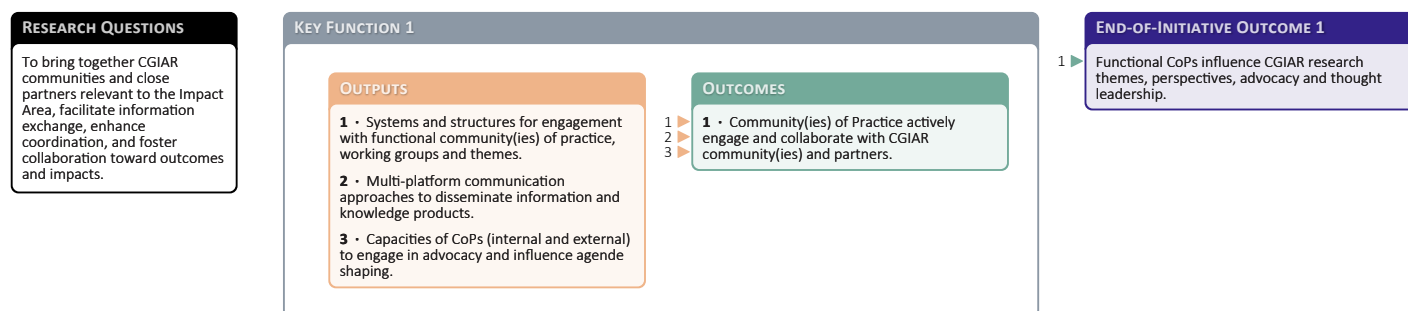 RESEARCH QUESTIONS
To bring together CGIAR
communities and close
partners relevant to the Impact
Area, facilitate information
exchange, enhance
coordination, and foster
collaboration toward outcomes
and impacts.
KEY FUNCTION 1
OUTPUTS
1 · Systems and structures for engagement
with functional community(ies) of practice,
working groups and themes.
2 · Multi-platform communication
approaches to disseminate information and
knowledge products.
3 · Capacities of CoPs (internal and external)
to engage in advocacy and influence agende
shaping.
OUTCOMES
1
2
3
1 · Community(ies) of Practice actively
engage and collaborate with CGIAR
community(ies) and partners.
END-OF-INITIATIVE OUTCOME 1
1
Functional CoPs influence CGIAR research
themes, perspectives, advocacy and thought
leadership.